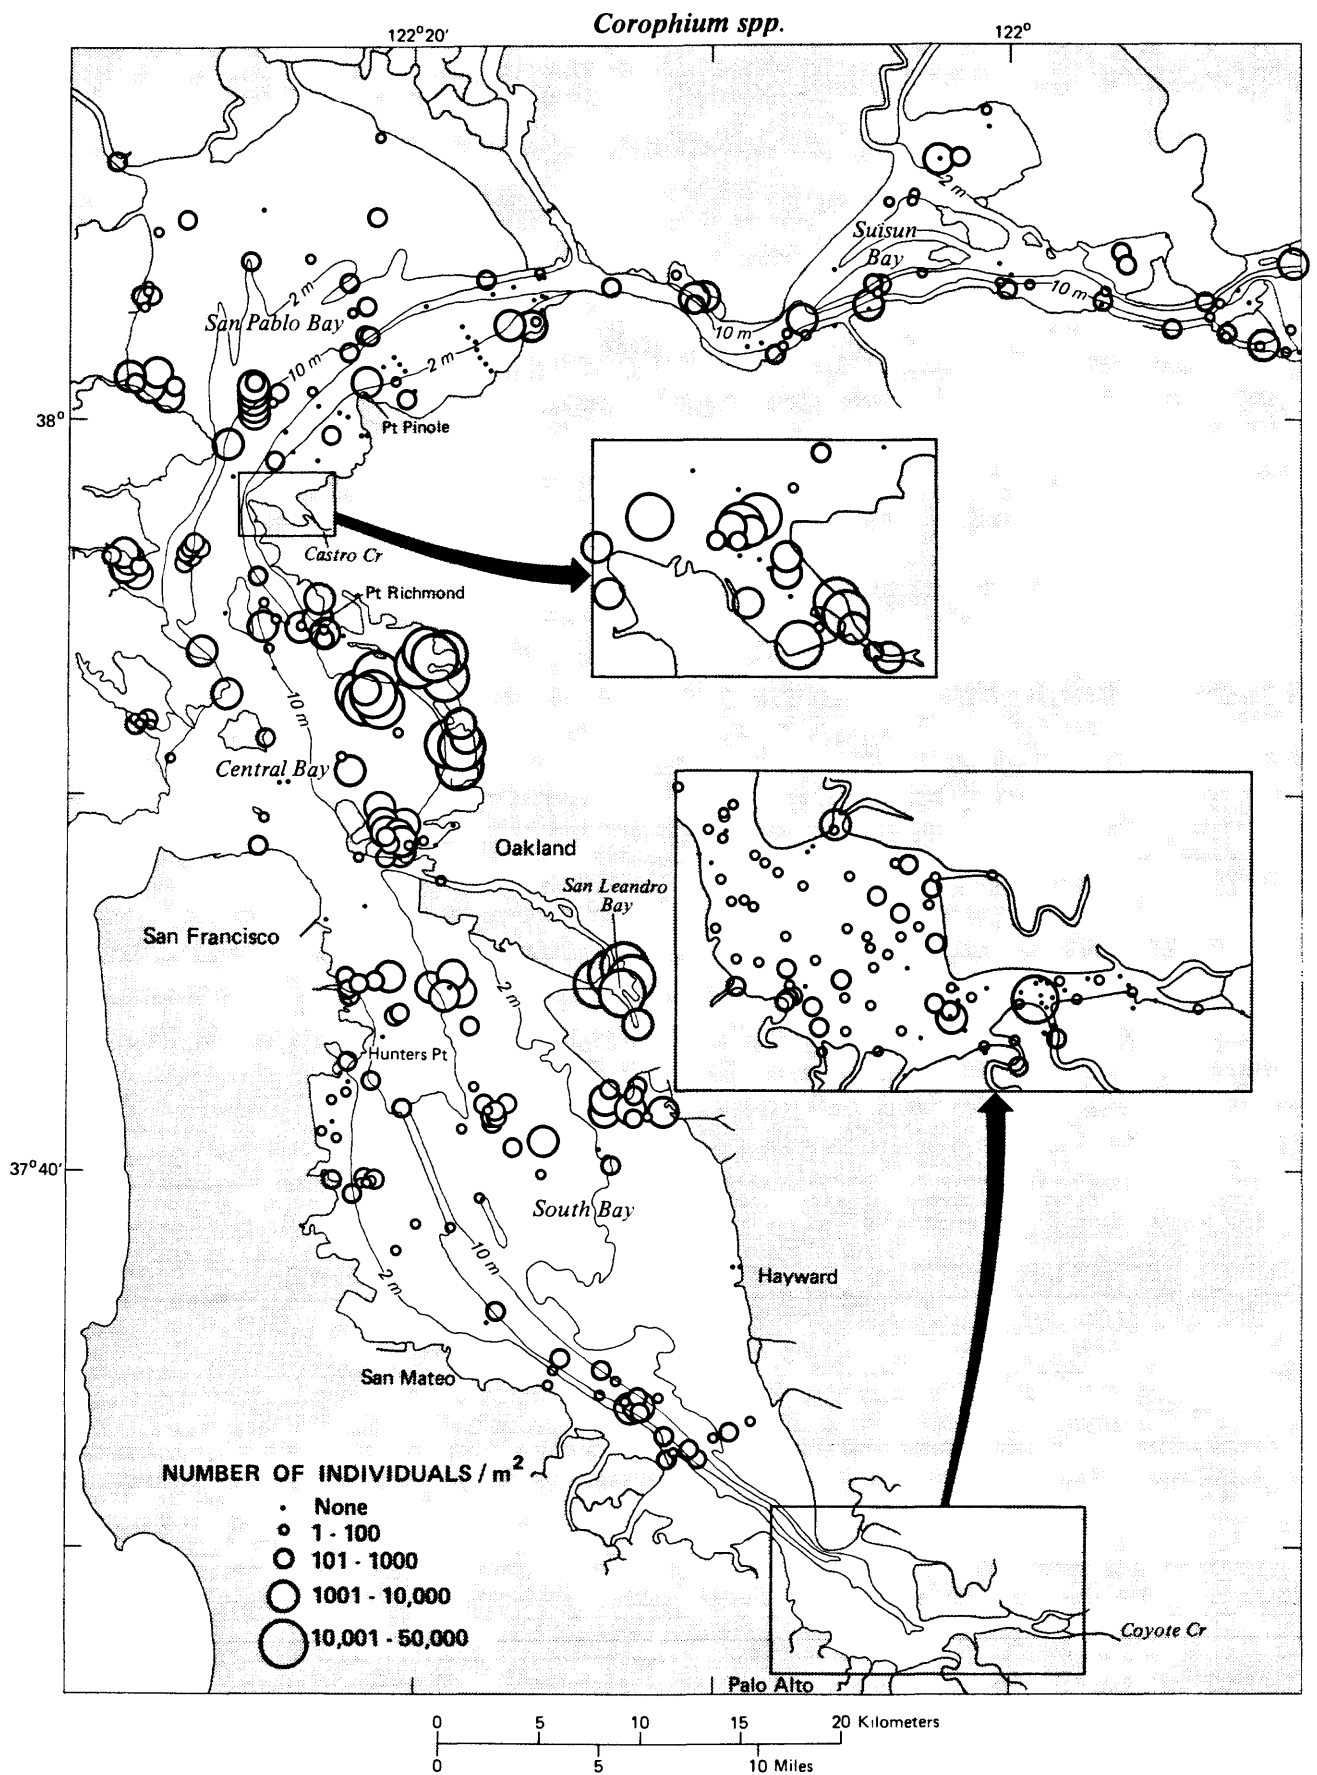 Corophium spp.
122°20′
122°
2 m
Suisun
Bay
2 m
10 m
San Pablo Bay
10 m
10 m
2 m
38°
Pt Pinole
Castro Cr
Pt Richmond
10 m
Central Bay
Oakland
San Leandro
Bay
San Francisco
2 m
Hunters Pt
37°40′
South Bay
10 m
2 m
Hayward
San Mateo
NUMBER OF INDIVIDUALS / m²
None
1 - 100
101 - 1000
1001 - 10,000
10,001 - 50,000
Coyote Cr
Palo Alto
0 5 10 15 20 Kilometers
0 5 10 Miles